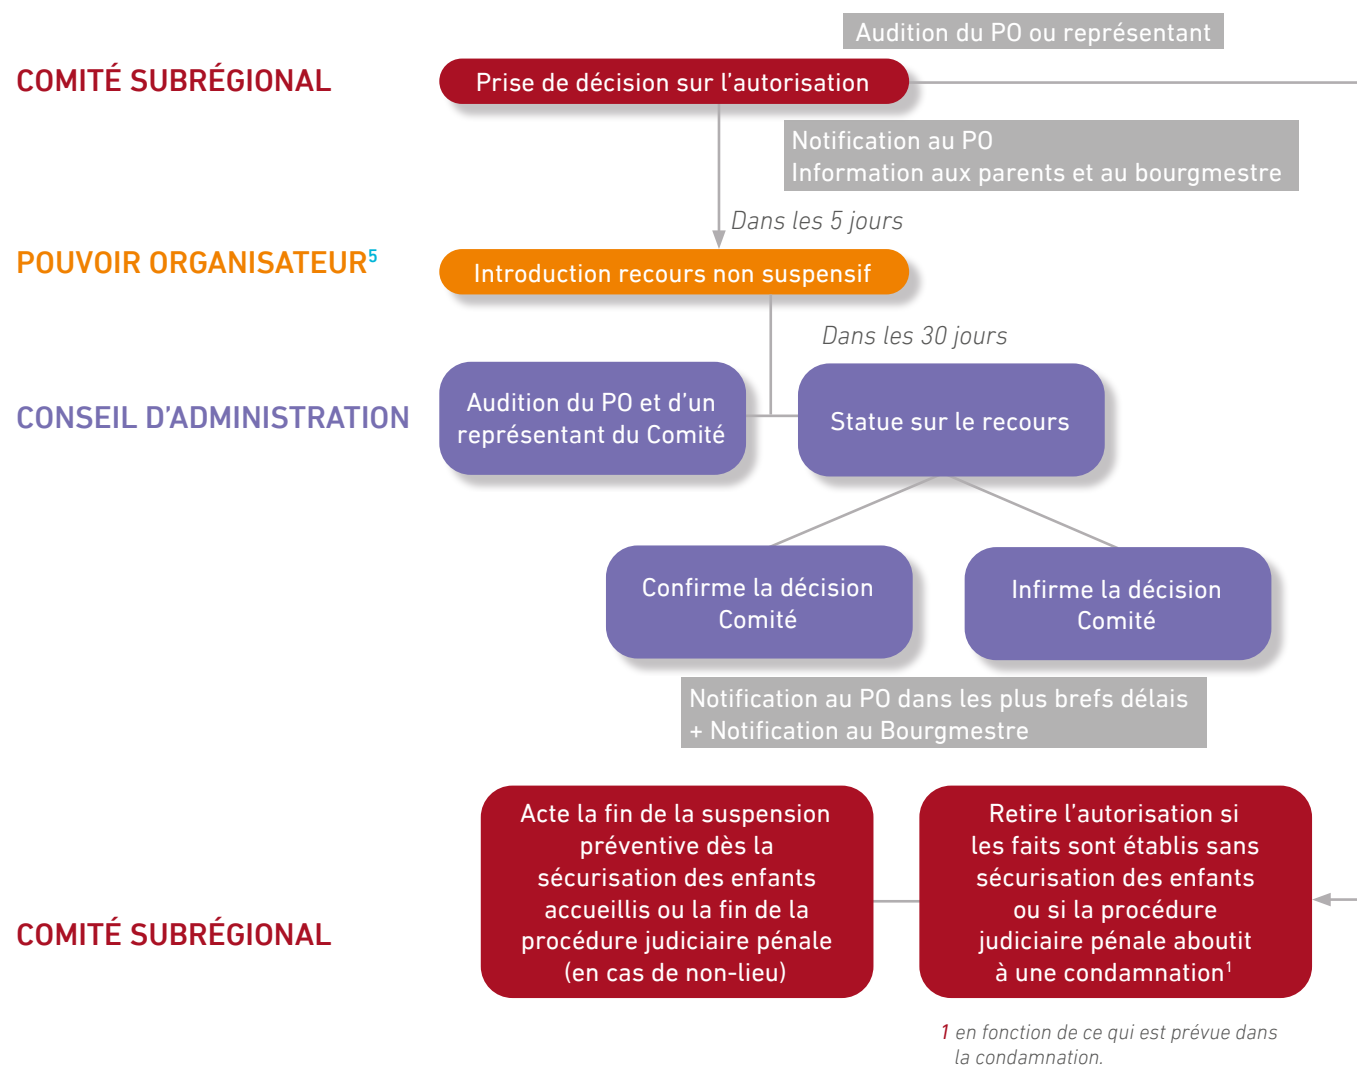 Audition du PO ou représentant
COMITÉ SUBRÉGIONAL
Prise de décision sur l'autorisation
Notification au PO
Information aux parents et au bourgmestre
Dans les 5 jours
POUVOIR ORGANISATEUR5
Introduction recours non suspensif
Dans les 30 jours
CONSEIL D'ADMINISTRATION
Audition du PO et d'un
représentant du Comité
Statue sur le recours
Confirme la décision
Comité
Infirme la décision
Comité
Notification au PO dans les plus brefs délais
+ Notification au Bourgmestre
COMITÉ SUBRÉGIONAL
Acte la fin de la suspension
préventive dès la
sécurisation des enfants
accueillis ou la fin de la
procédure judiciaire pénale
(en cas de non-lieu)
Retire l'autorisation si
les faits sont établis sans
sécurisation des enfants
ou si la procédure
judiciaire pénale aboutit
à une condamnation1
1 en fonction de ce qui est prévue dans
la condamnation.